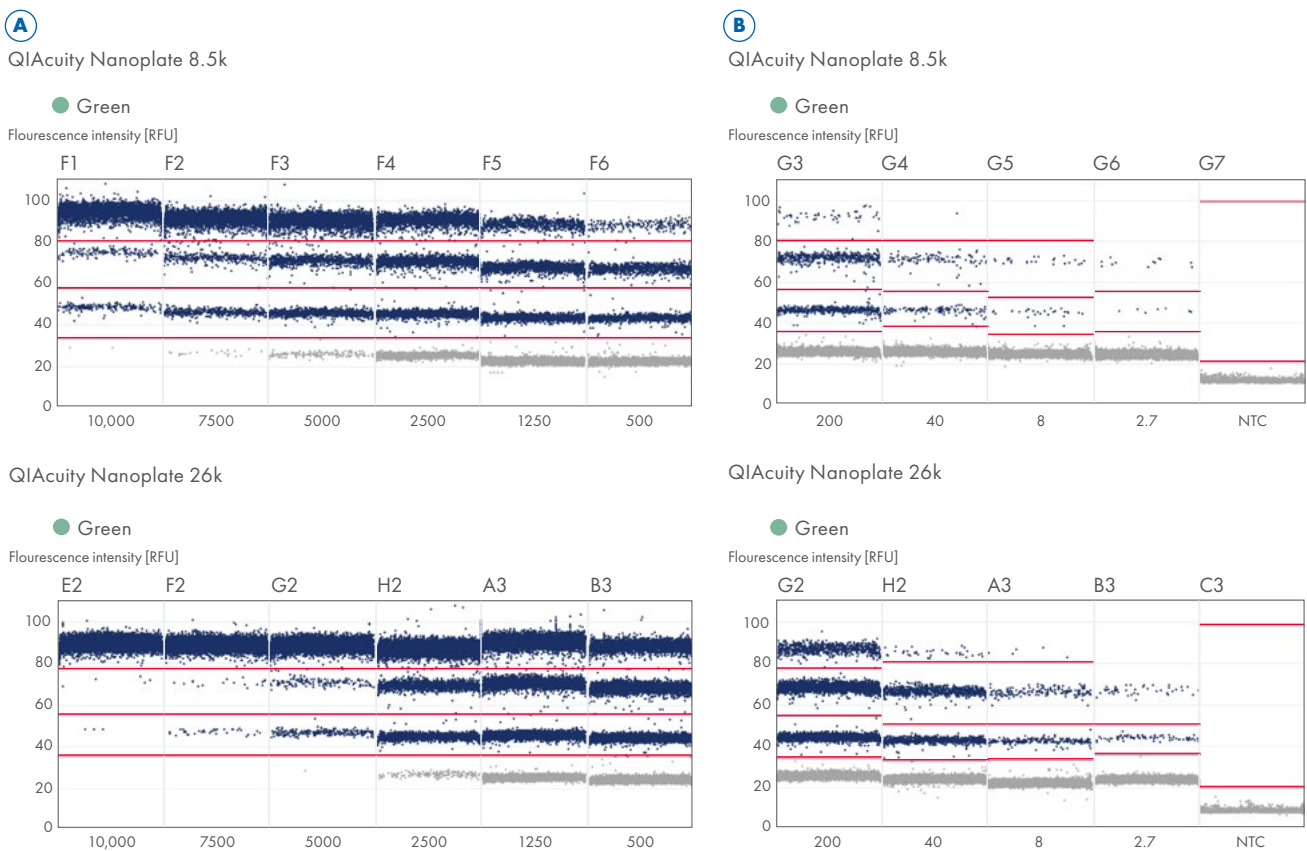 A
QIAcuity Nanoplate 8.5k
Green
Flourescence intensity [RFU]
F1 F2 F3 F4 F5 F6
100
80
60
40
20
0
10,000 7500 5000 2500 1250 500
QIAcuity Nanoplate 26k
Green
Flourescence intensity [RFU]
E2 F2 G2 H2 A3 B3
100
80
60
40
20
0
10,000 7500 5000 2500 1250 500
B
QIAcuity Nanoplate 8.5k
Green
Flourescence intensity [RFU]
G3 G4 G5 G6 G7
100
80
60
40
20
0
200 40 8 2.7 NTC
QIAcuity Nanoplate 26k
Green
Flourescence intensity [RFU]
G2 H2 A3 B3 C3
100
80
60
40
20
0
200 40 8 2.7 NTC